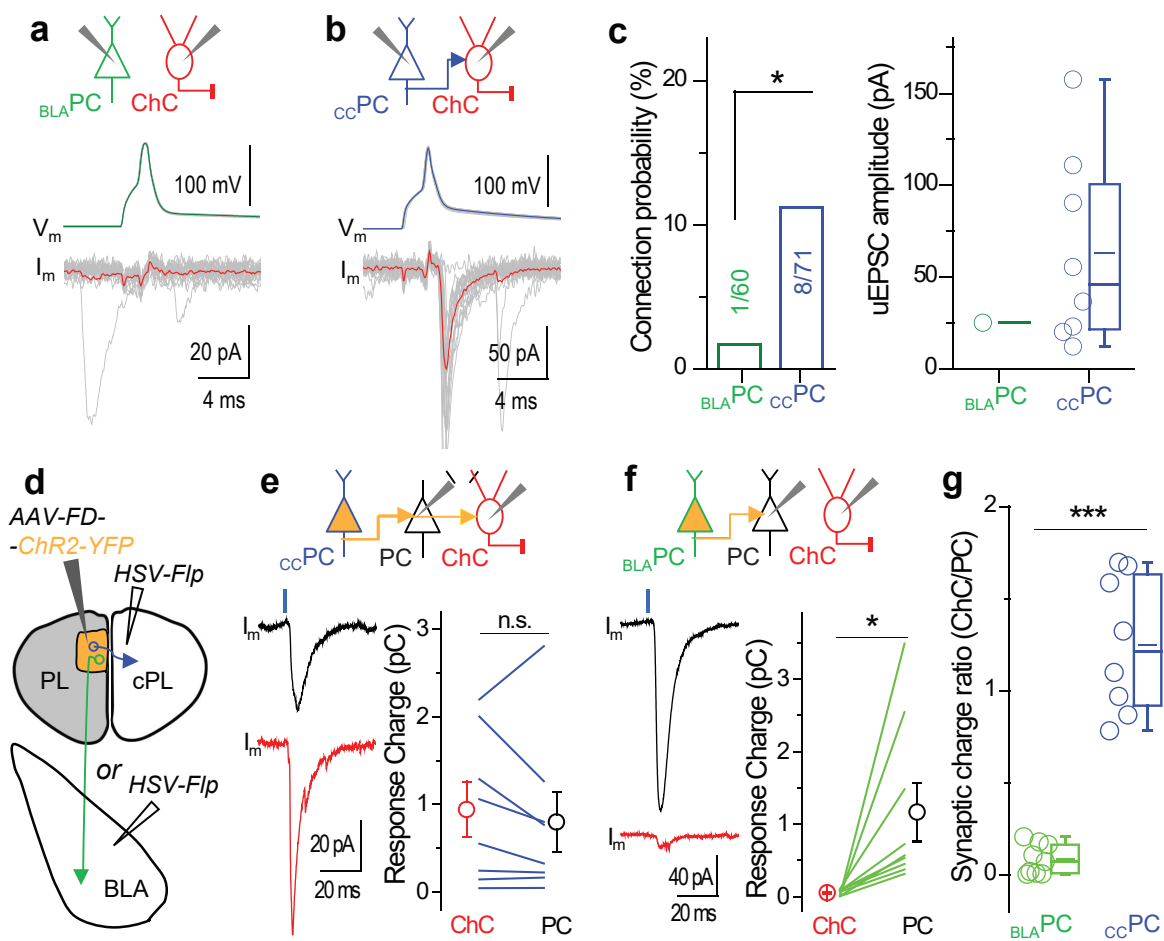 a
BLAPC ChC
100 mV
Vm
Im
20 pA
4 ms
b
CCPC ChC
100 mV
Vm
Im
50 pA
4 ms
c
Connection probability (%)
20
10
0
*
1/60
8/71
BLAPC CCPC
uEPSC amplitude (pA)
150
100
50
0
BLAPC CCPC
d
AAV-FD-
-ChR2-YFP
HSV-Flp
PL cPL
or
HSV-Flp
BLA
e
CCPC PC ChC
Im
Im
20 pA
20 ms
Response Charge (pC)
3
2
1
0
n.s.
ChC PC
f
BLAPC PC ChC
Im
Im
40 pA
20 ms
Response Charge (pC)
3
2
1
0
*
ChC PC
g
Synaptic charge ratio (ChC/PC)
2
1
0
***
BLAPC CCPC